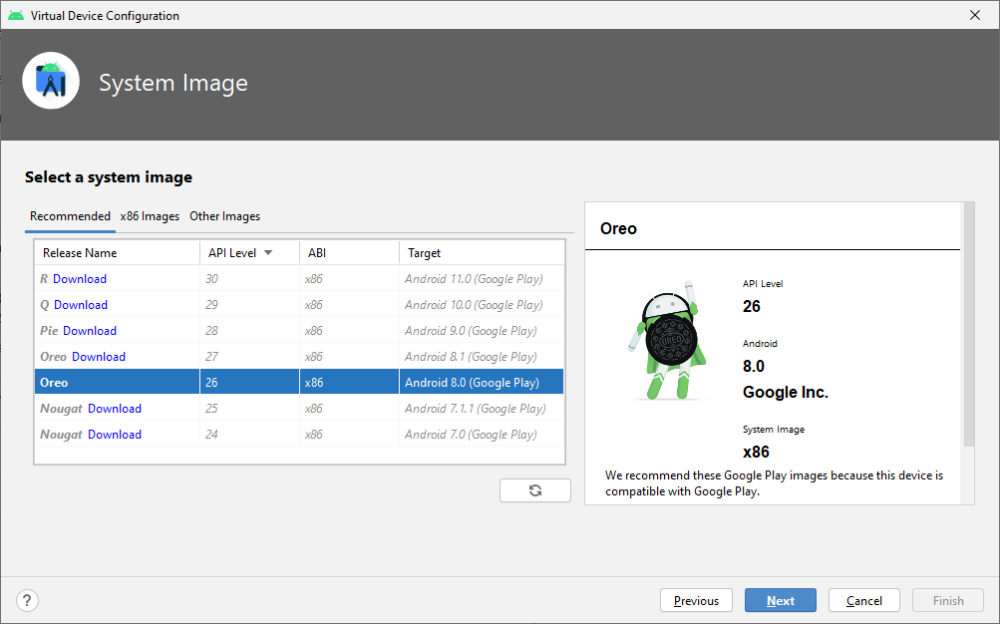 Virtual Device Configuration
System Image
Select a system image
Recommended x86 Images Other Images
Release Name API Level ABI Target
R Download 30 x86 Android 11.0 (Google Play)
Q Download 29 x86 Android 10.0 (Google Play)
Pie Download 28 x86 Android 9.0 (Google Play)
Oreo Download 27 x86 Android 8.1 (Google Play)
Oreo 26 x86 Android 8.0 (Google Play)
Nougat Download 25 x86 Android 7.1.1 (Google Play)
Nougat Download 24 x86 Android 7.0 (Google Play)
Oreo
OREO
API Level
26
Android
8.0
Google Inc.
System Image
x86
We recommend these Google Play images because this device is
compatible with Google Play.
? Previous Next Cancel Finish